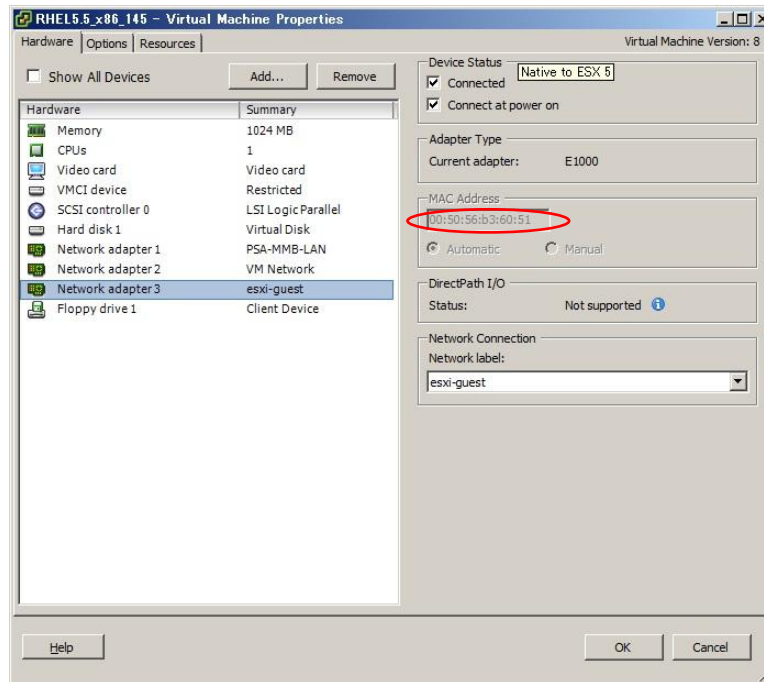 RHEL5.5_x86_145 – Virtual Machine Properties
Hardware Options Resources
Virtual Machine Version: 8
Show All Devices
Add...
Remove
Hardware Summary
Memory 1024 MB
CPUs 1
Video card Video card
VMCI device Restricted
SCSI controller 0 LSI Logic Parallel
Hard disk 1 Virtual Disk
Network adapter 1 PSA-MMB-LAN
Network adapter 2 VM Network
Network adapter 3 esxi-guest
Floppy drive 1 Client Device
Device Status
Native to ESX 5
Connected
Connect at power on
Adapter Type
Current adapter: E1000
MAC Address
00:50:56:b3:60:51
Automatic Manual
DirectPath I/O
Status: Not supported
Network Connection
Network label:
esxi-guest
Help
OK
Cancel